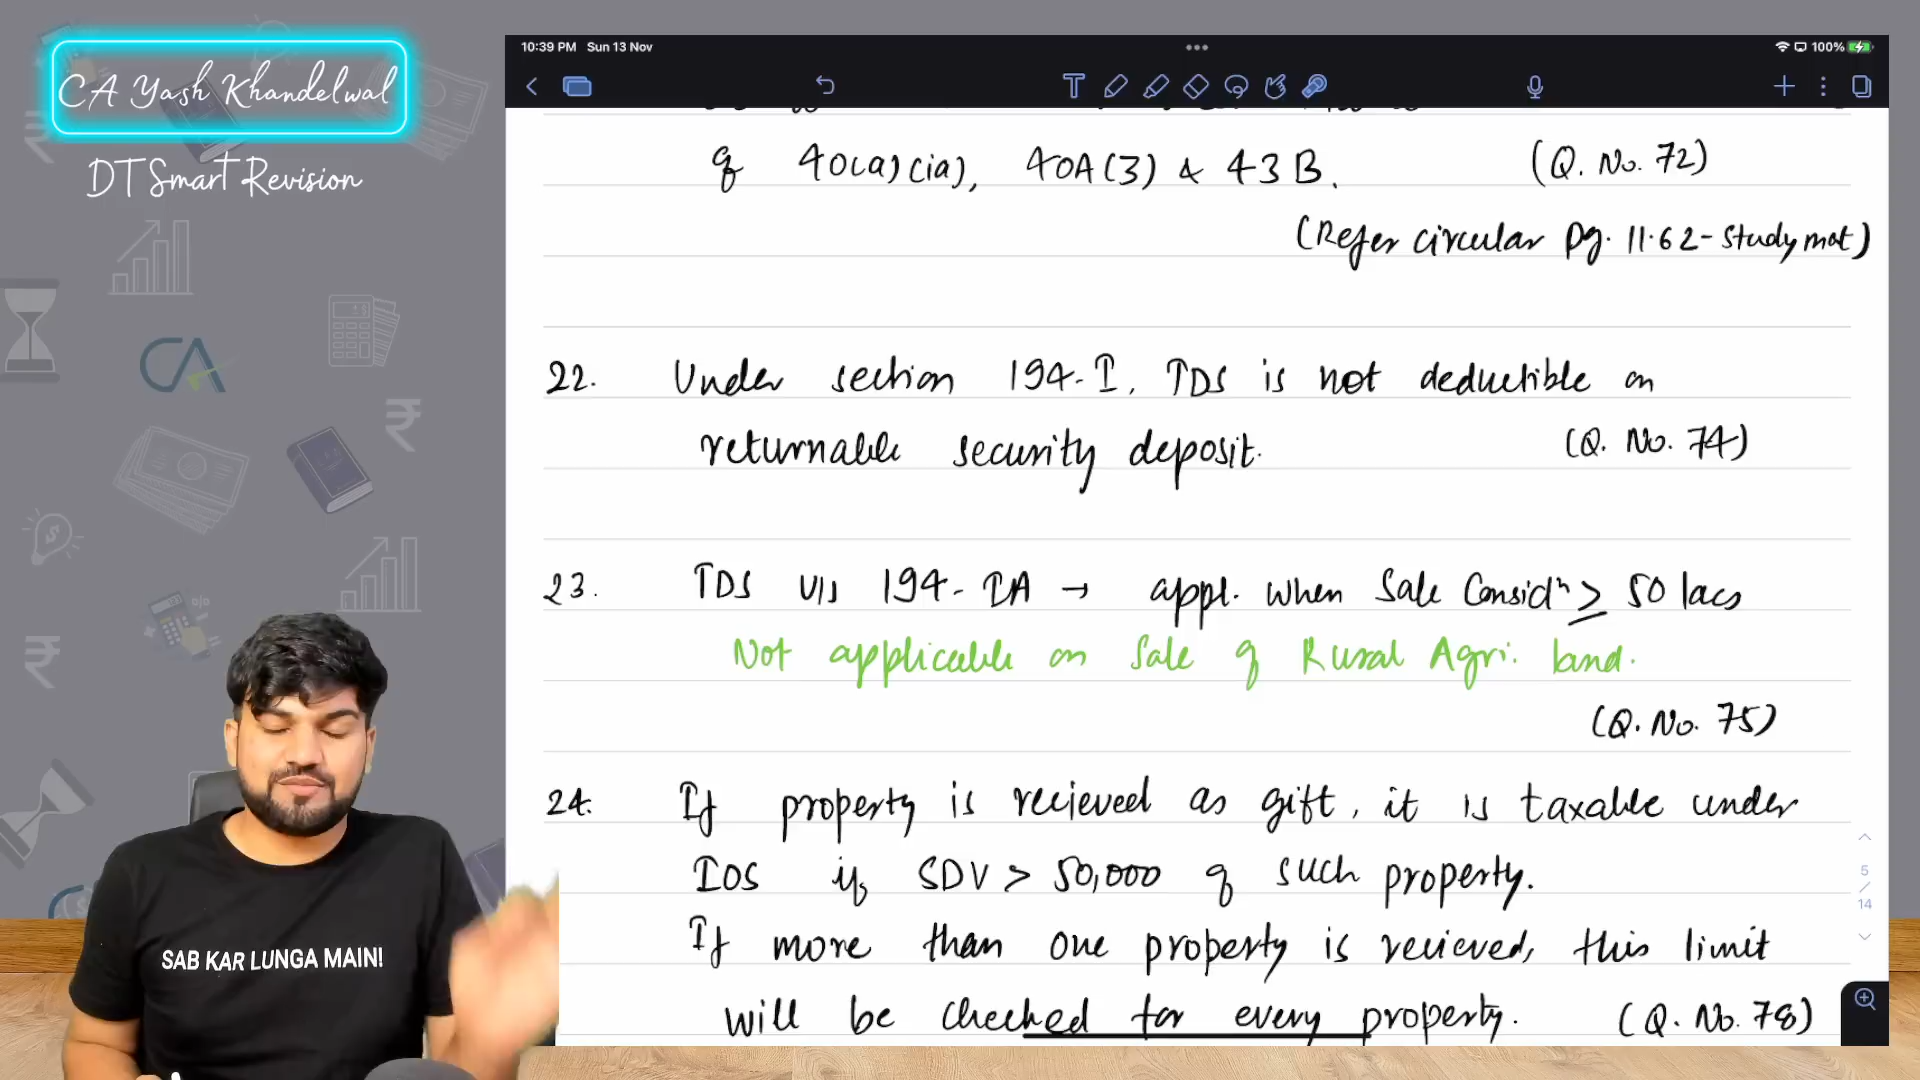 CA Yash Khandelwal
DT Smart Revision
10:39 PM Sun 13 Nov
100%
of 40(a)(ia), 40A(3) & 43B. (Q. No. 72)
(Refer circular pg. 11.62 - Study mat)
22. Under section 194-I, TDS is not deductible on
returnable security deposit. (Q. No. 74)
23. TDS u/s 194-IA → appl. when Sale Considⁿ ≥ 50 lacs
Not applicable on Sale of Rural Agri. land.
(Q. No. 75)
24. If property is recieved as gift, it is taxable under
IOS if SDV > 50,000 of such property.
If more than one property is recieved, this limit
will be checked for every property. (Q. No. 78)
5
/
14
CA
SAB KAR LUNGA MAIN!